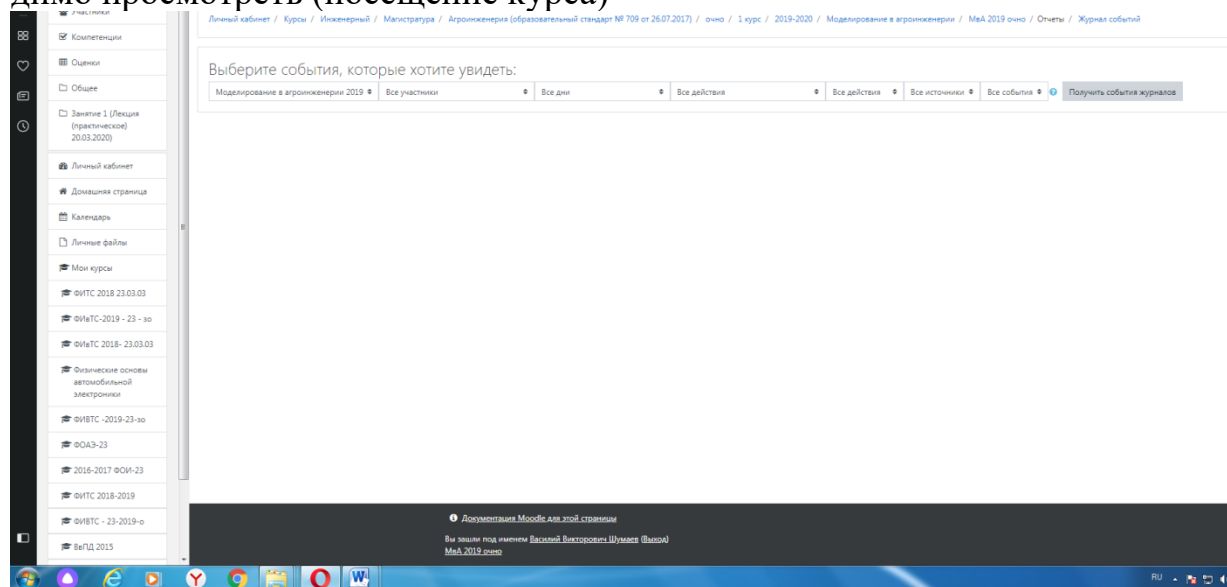 димо просмотреть (посещение курса)
Участники
Компетенции
Оценки
Общее
Занятие 1 (Лекция
(практическое)
20.03.2020)
Личный кабинет
Домашняя страница
Календарь
Личные файлы
Мои курсы
ФИТС 2018 23.03.03
ФИвТС-2019 - 23 - зо
ФИвТС 2018- 23.03.03
Физические основы
автомобильной
электроники
ФИВТС -2019-23-зо
ФОАЭ-23
2016-2017 ФОИ-23
ФИТС 2018-2019
ФИВТС - 23-2019-о
ВвПД 2015
Личный кабинет / Курсы / Инженерный / Магистратура / Агроинженерия (образовательный стандарт № 709 от 26.07.2017) / очно / 1 курс / 2019-2020 / Моделирование в агроинженерии / МвА 2019 очно / Отчеты / Журнал событий
Выберите события, которые хотите увидеть:
Моделирование в агроинженерии 2019 Все участники Все дни Все действия Все действия Все источники Все события Получить события журналов
Документация Moodle для этой страницы
Вы зашли под именем Василий Викторович Шумаев (Выход)
МвА 2019 очно
RU